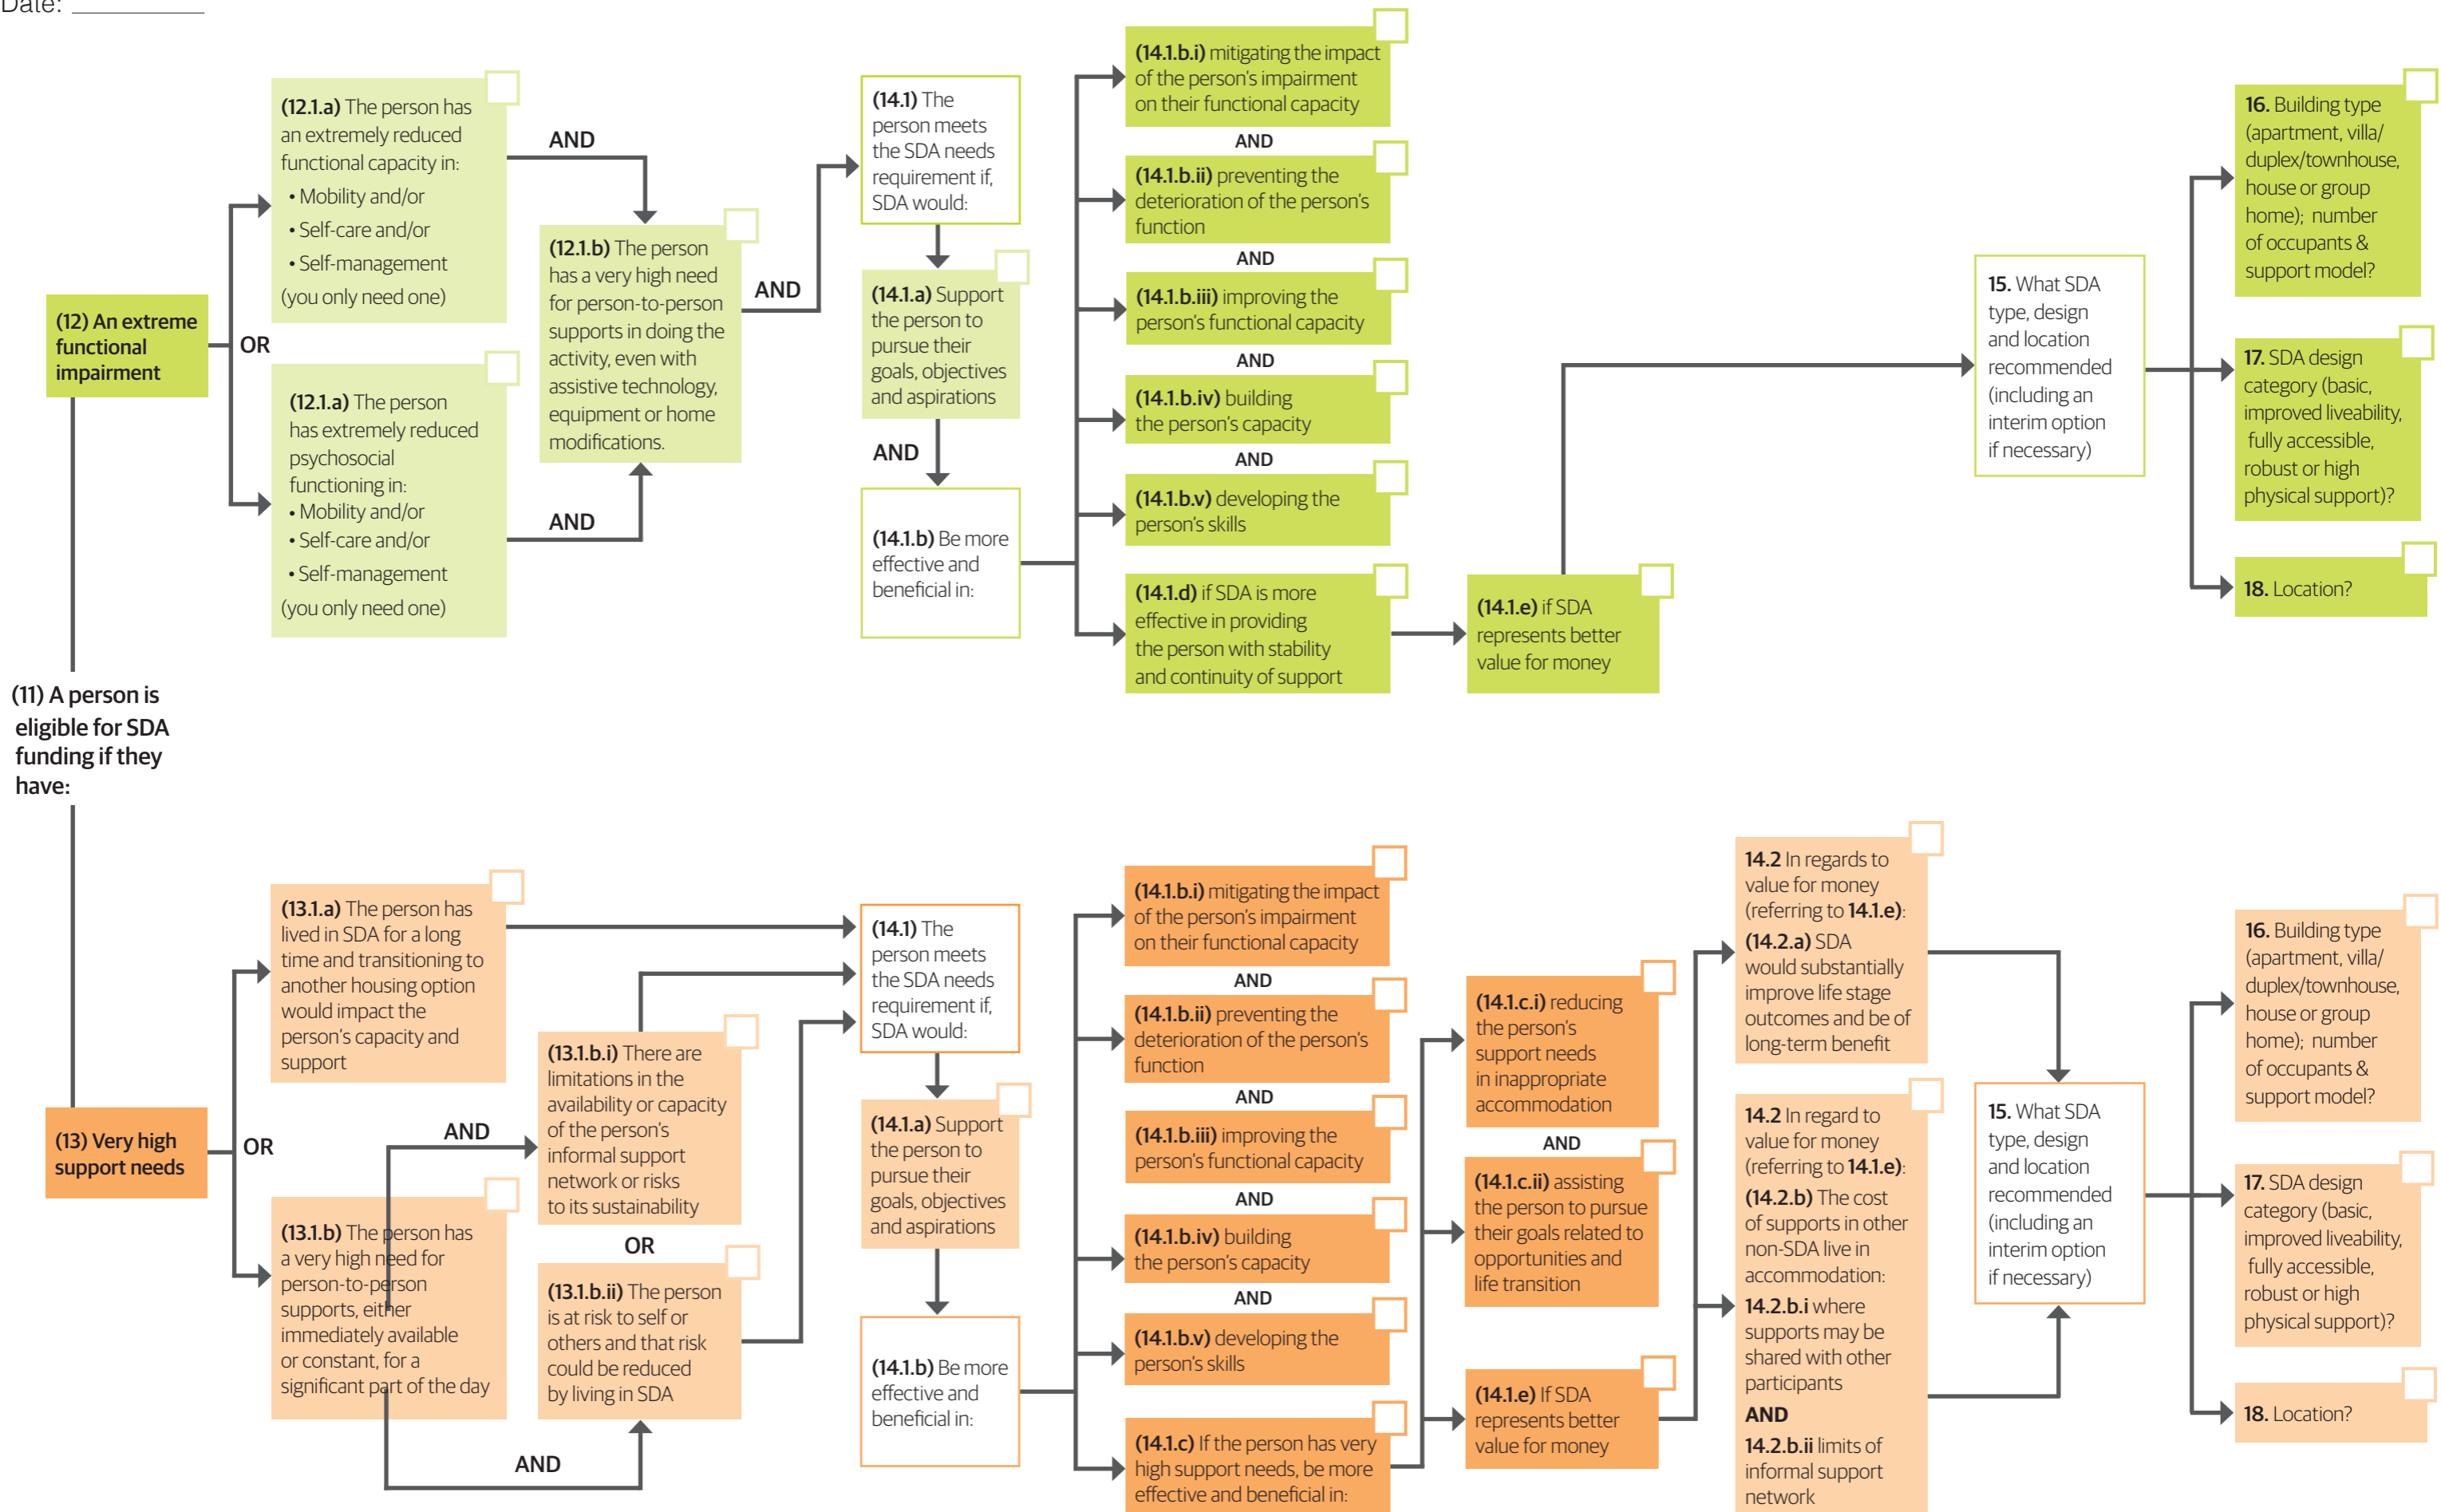 Date: __________
(11) A person is
eligible for SDA
funding if they
have:
(12) An extreme
functional
impairment
OR
(12.1.a) The person has
an extremely reduced
functional capacity in:
• Mobility and/or
• Self-care and/or
• Self-management
(you only need one)
AND
(12.1.a) The person
has extremely reduced
psychosocial
functioning in:
• Mobility and/or
• Self-care and/or
• Self-management
(you only need one)
AND
(12.1.b) The person
has a very high need
for person-to-person
supports in doing the
activity, even with
assistive technology,
equipment or home
modifications.
AND
(14.1) The
person meets
the SDA needs
requirement if,
SDA would:
(14.1.a) Support
the person to
pursue their
goals, objectives
and aspirations
AND
(14.1.b) Be more
effective and
beneficial in:
(14.1.b.i) mitigating the impact
of the person's impairment
on their functional capacity
AND
(14.1.b.ii) preventing the
deterioration of the person's
function
AND
(14.1.b.iii) improving the
person's functional capacity
AND
(14.1.b.iv) building
the person's capacity
AND
(14.1.b.v) developing the
person's skills
(14.1.d) if SDA is more
effective in providing
the person with stability
and continuity of support
(14.1.e) if SDA
represents better
value for money
15. What SDA
type, design
and location
recommended
(including an
interim option
if necessary)
16. Building type
(apartment, villa/
duplex/townhouse,
house or group
home); number
of occupants &
support model?
17. SDA design
category (basic,
improved liveability,
fully accessible,
robust or high
physical support)?
18. Location?
(13) Very high
support needs
OR
(13.1.a) The person has
lived in SDA for a long
time and transitioning to
another housing option
would impact the
person's capacity and
support
(13.1.b) The person has
a very high need for
person-to-person
supports, either
immediately available
or constant, for a
significant part of the day
AND
(13.1.b.i) There are
limitations in the
availability or capacity
of the person's
informal support
network or risks
to its sustainability
OR
(13.1.b.ii) The person
is at risk to self or
others and that risk
could be reduced
by living in SDA
AND
(14.1) The
person meets
the SDA needs
requirement if,
SDA would:
(14.1.a) Support
the person to
pursue their
goals, objectives
and aspirations
(14.1.b) Be more
effective and
beneficial in:
(14.1.b.i) mitigating the impact
of the person's impairment
on their functional capacity
AND
(14.1.b.ii) preventing the
deterioration of the person's
function
AND
(14.1.b.iii) improving the
person's functional capacity
AND
(14.1.b.iv) building
the person's capacity
AND
(14.1.b.v) developing the
person's skills
(14.1.c) If the person has very
high support needs, be more
effective and beneficial in:
(14.1.c.i) reducing
the person's
support needs
in inappropriate
accommodation
AND
(14.1.c.ii) assisting
the person to pursue
their goals related to
opportunities and
life transition
(14.1.e) If SDA
represents better
value for money
14.2 In regards to
value for money
(referring to 14.1.e):
(14.2.a) SDA
would substantially
improve life stage
outcomes and be of
long-term benefit
14.2 In regard to
value for money
(referring to 14.1.e):
(14.2.b) The cost
of supports in other
non-SDA live in
accommodation:
14.2.b.i where
supports may be
shared with other
participants
AND
14.2.b.ii limits of
informal support
network
15. What SDA
type, design
and location
recommended
(including an
interim option
if necessary)
16. Building type
(apartment, villa/
duplex/townhouse,
house or group
home); number
of occupants &
support model?
17. SDA design
category (basic,
improved liveability,
fully accessible,
robust or high
physical support)?
18. Location?